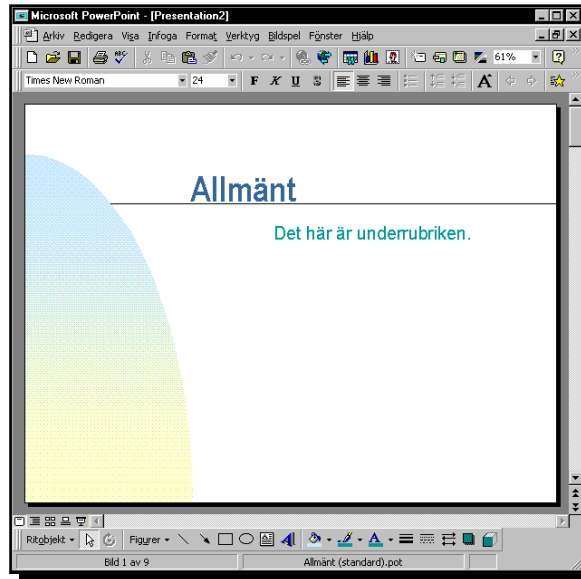 Microsoft PowerPoint - [Presentation2]
Arkiv Redigera Visa Infoga Format Verktyg Bildspel Fönster Hjälp
61%
Times New Roman 24 F K U S A
Allmänt
Det här är underrubriken.
Ritobjekt Figurer A
Bild 1 av 9 Allmänt (standard).pot